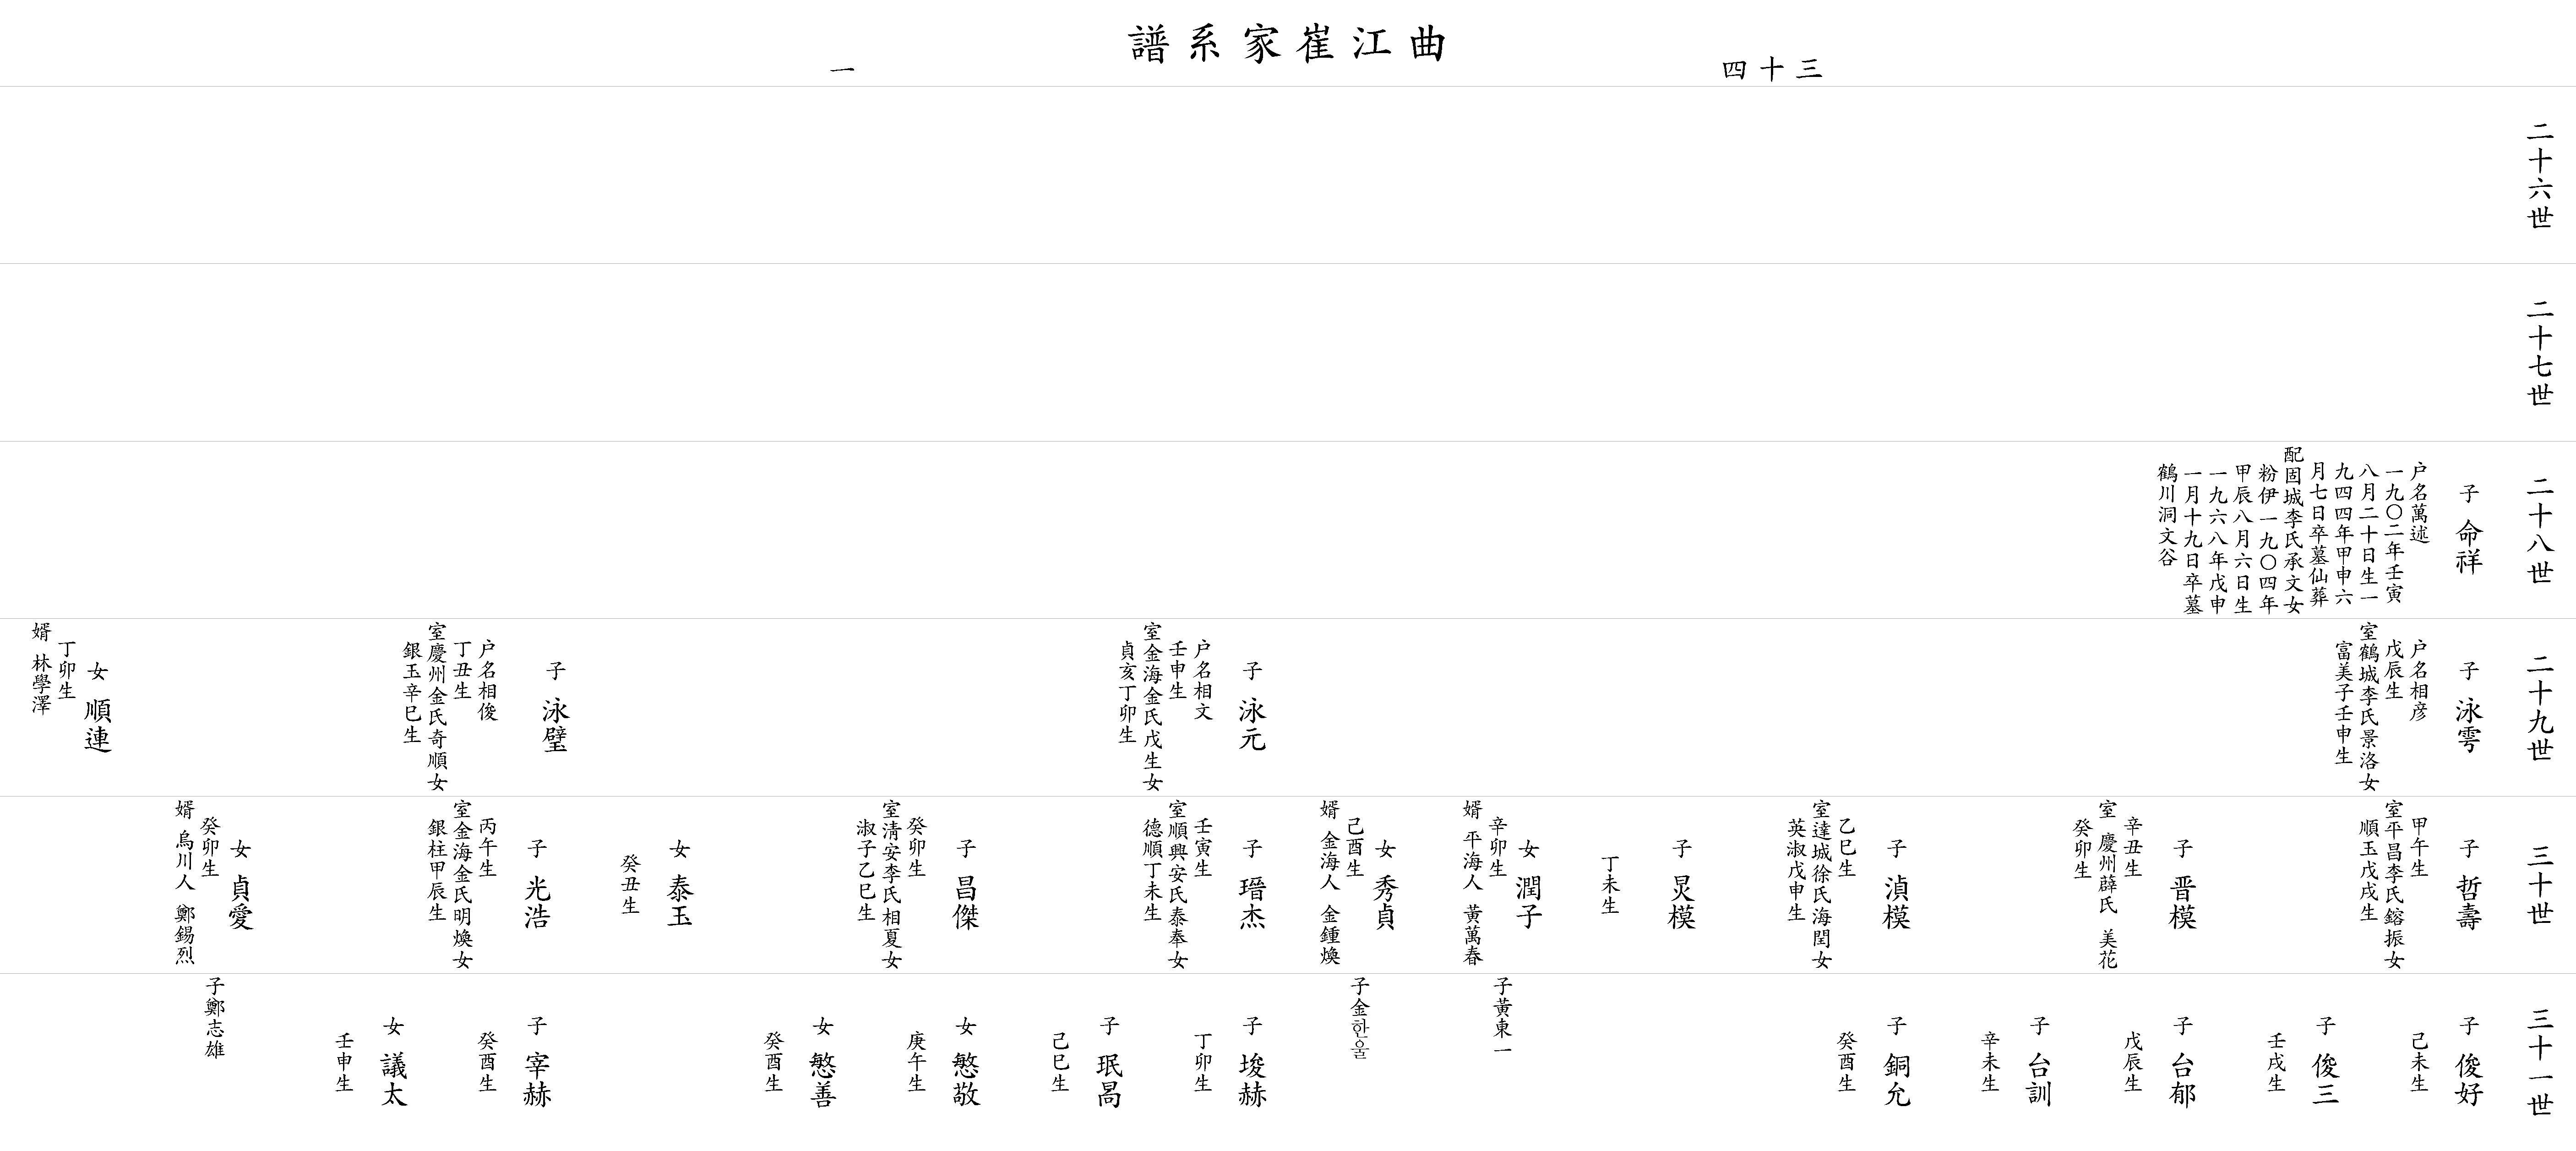 曲江崔家系譜
三十四
一
二十六世
二十七世
二十八世
子 命祥
户名萬述
一九〇二年壬寅
八月二十日生一
九四四年甲申六
月七日卒墓仙葬
配固城李氏承文女
粉伊一九〇四年
甲辰八月六日生
一九六八年戊申
一月十九日卒墓
鶴川洞文谷
二十九世
子 泳雩
户名相彦
戊辰生
室鶴城李氏景洛女
富美子壬申生
子 泳元
户名相文
壬申生
室金海金氏戊生女
貞亥丁卯生
子 泳璧
户名相俊
丁丑生
室慶州金氏奇順女
銀玉辛巳生
女 順連
丁卯生
婿 林學澤
三十世
子 哲壽
甲午生
室平昌李氏鎔振女
順玉戊戌生
子 晋模
辛丑生
室 慶州薛氏 美花
癸卯生
子 湞模
乙巳生
室達城徐氏海閏女
英淑戊申生
子 炅模
丁未生
女 潤子
辛卯生
婿 平海人 黃萬春
女 秀貞
己酉生
婿 金海人 金鍾煥
子 瑨杰
壬寅生
室順興安氏泰奉女
德順丁未生
子 昌傑
癸卯生
室清安李氏相夏女
淑子乙巳生
女 泰玉
癸丑生
子 光浩
丙午生
室金海金氏明煥女
銀柱甲辰生
女 貞愛
癸卯生
婿 烏川人 鄭錫烈
三十一世
子 俊好
己未生
子 俊三
壬戌生
子 台郁
戊辰生
子 台訓
辛未生
子 銅允
癸酉生
子黃東一
子金한울
子 埈赫
丁卯生
子 珉咼
己巳生
女 慜敬
庚午生
女 慜善
癸酉生
子 宰赫
癸酉生
女 議太
壬申生
子鄭志雄